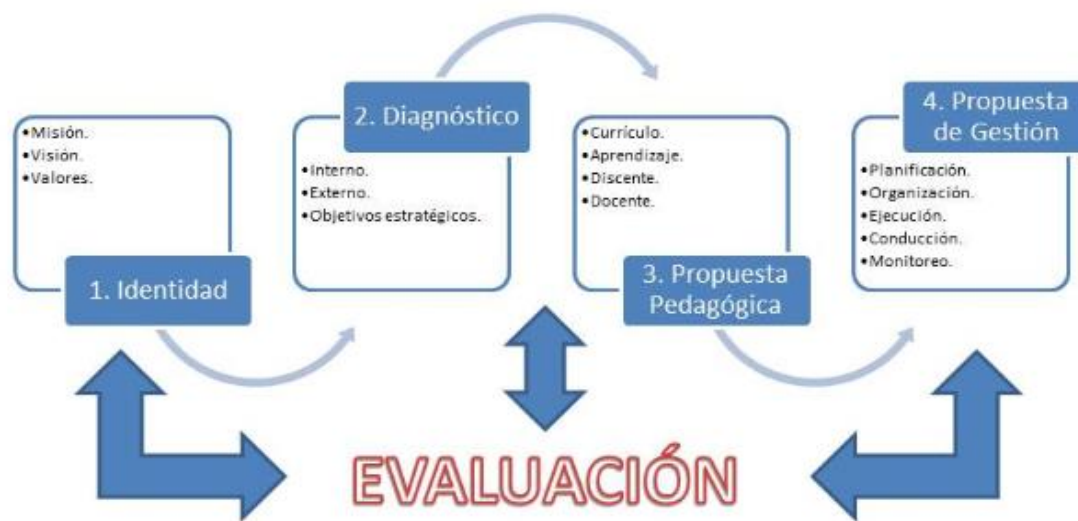 1. Identidad
•Misión.
•Visión.
•Valores.
2. Diagnóstico
•Interno.
•Externo.
•Objetivos estratégicos.
3. Propuesta
Pedagógica
•Currículo.
•Aprendizaje.
•Discente.
•Docente.
4. Propuesta
de Gestión
•Planificación.
•Organización.
•Ejecución.
•Conducción.
•Monitoreo.
EVALUACIÓN